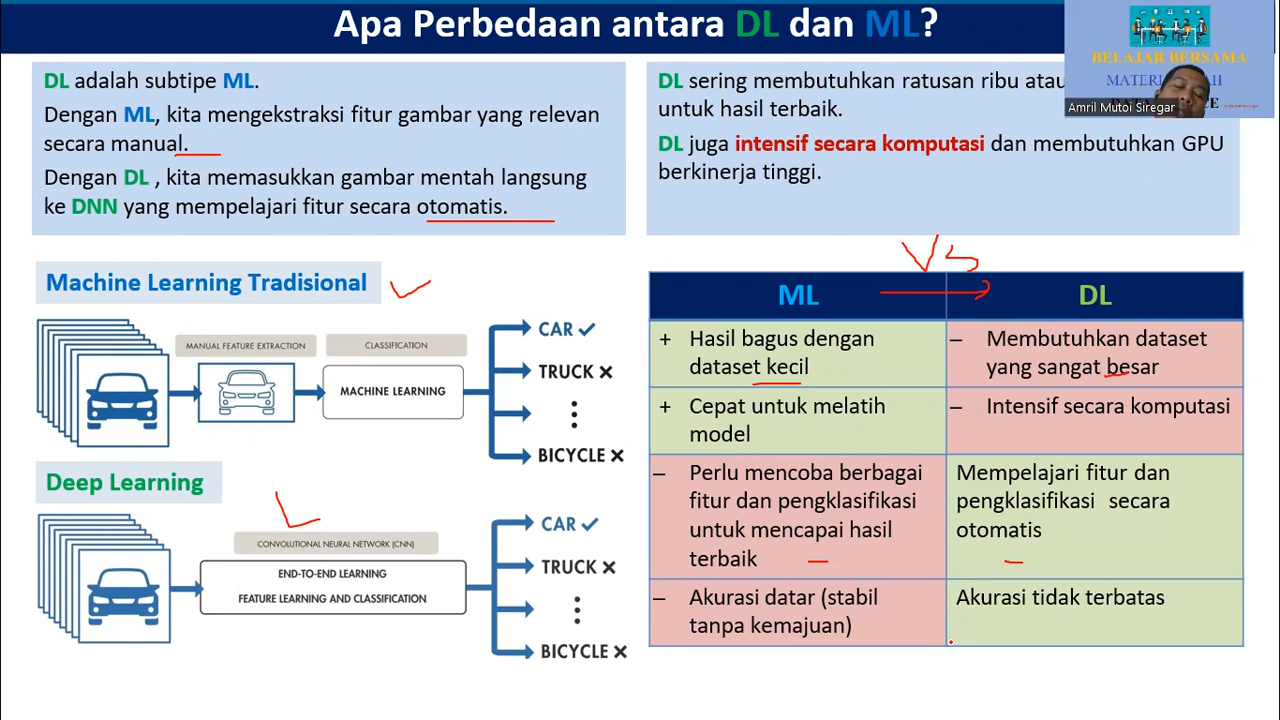 Apa Perbedaan antara DL dan ML?
BELAJAR BERSAMA
Amril Mutoi Siregar
DL adalah subtipe ML.
Dengan ML, kita mengekstraksi fitur gambar yang relevan
secara manual.
Dengan DL , kita memasukkan gambar mentah langsung
ke DNN yang mempelajari fitur secara otomatis.
DL sering membutuhkan ratusan ribu atau
untuk hasil terbaik.
DL juga intensif secara komputasi dan membutuhkan GPU
berkinerja tinggi.
Machine Learning Tradisional
MANUAL FEATURE EXTRACTION
CLASSIFICATION
MACHINE LEARNING
CAR
TRUCK
BICYCLE
Deep Learning
CONVOLUTIONAL NEURAL NETWORK (CNN)
END-TO-END LEARNING
FEATURE LEARNING AND CLASSIFICATION
CAR
TRUCK
BICYCLE
VS
ML
DL
+ Hasil bagus dengan
dataset kecil
− Membutuhkan dataset
yang sangat besar
+ Cepat untuk melatih
model
− Intensif secara komputasi
− Perlu mencoba berbagai
fitur dan pengklasifikasi
untuk mencapai hasil
terbaik
Mempelajari fitur dan
pengklasifikasi secara
otomatis
− Akurasi datar (stabil
tanpa kemajuan)
Akurasi tidak terbatas